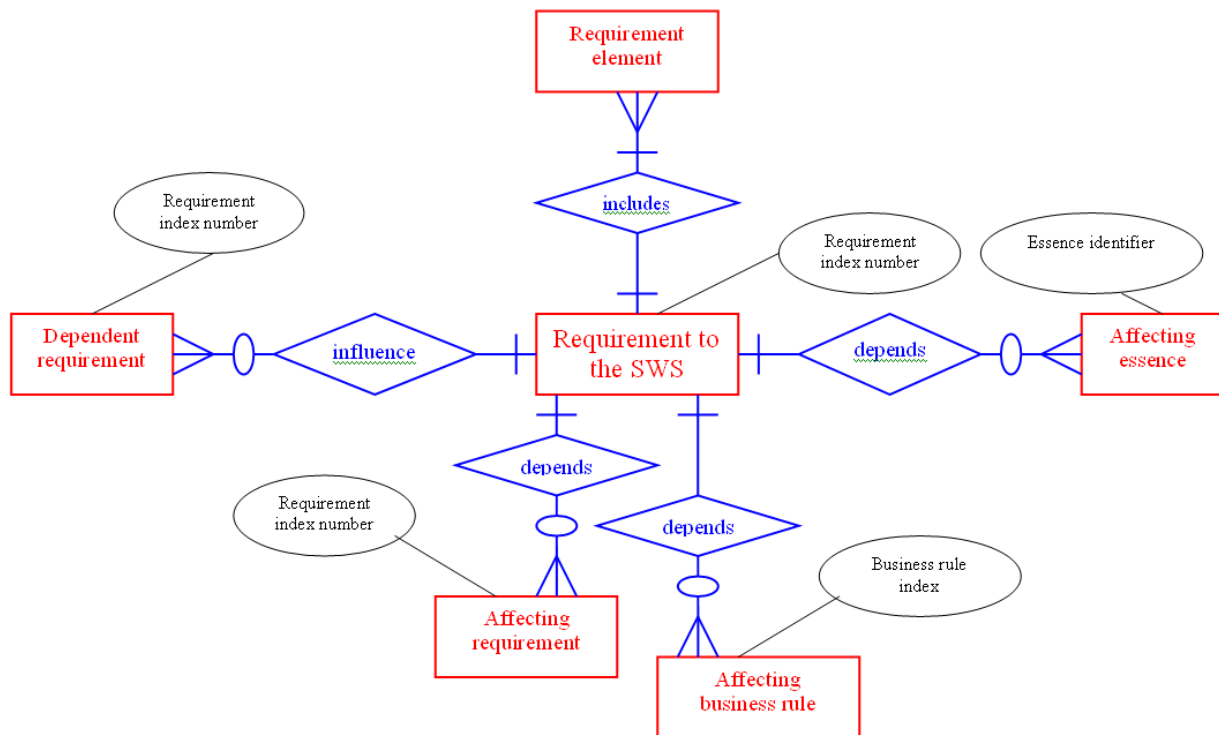 Requirement
element
Requirement
index number
includes
Requirement
index number
Essence identifier
Dependent
requirement
influence
Requirement to
the SWS
depends
Affecting
essence
depends
Requirement
index number
depends
Business rule
index
Affecting
requirement
Affecting
business rule